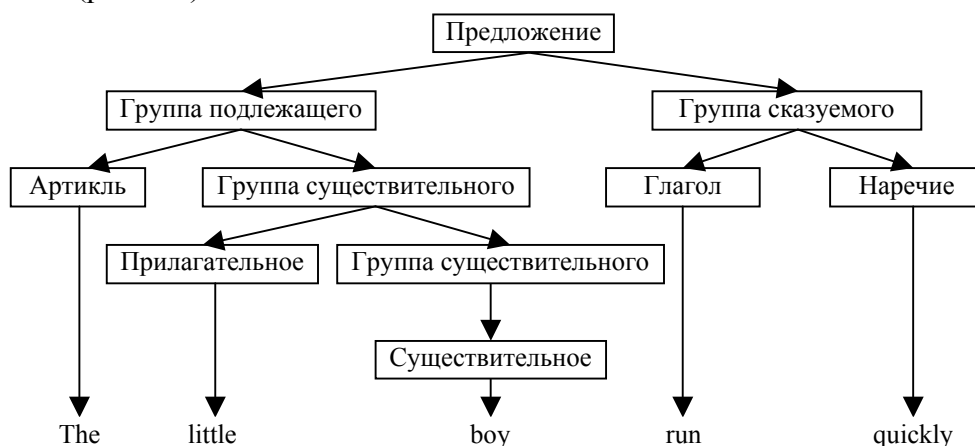 Предложение
Группа подлежащего Группа сказуемого
Артикль Группа существительного Глагол Наречие
Прилагательное Группа существительного
Существительное
The little boy run quickly